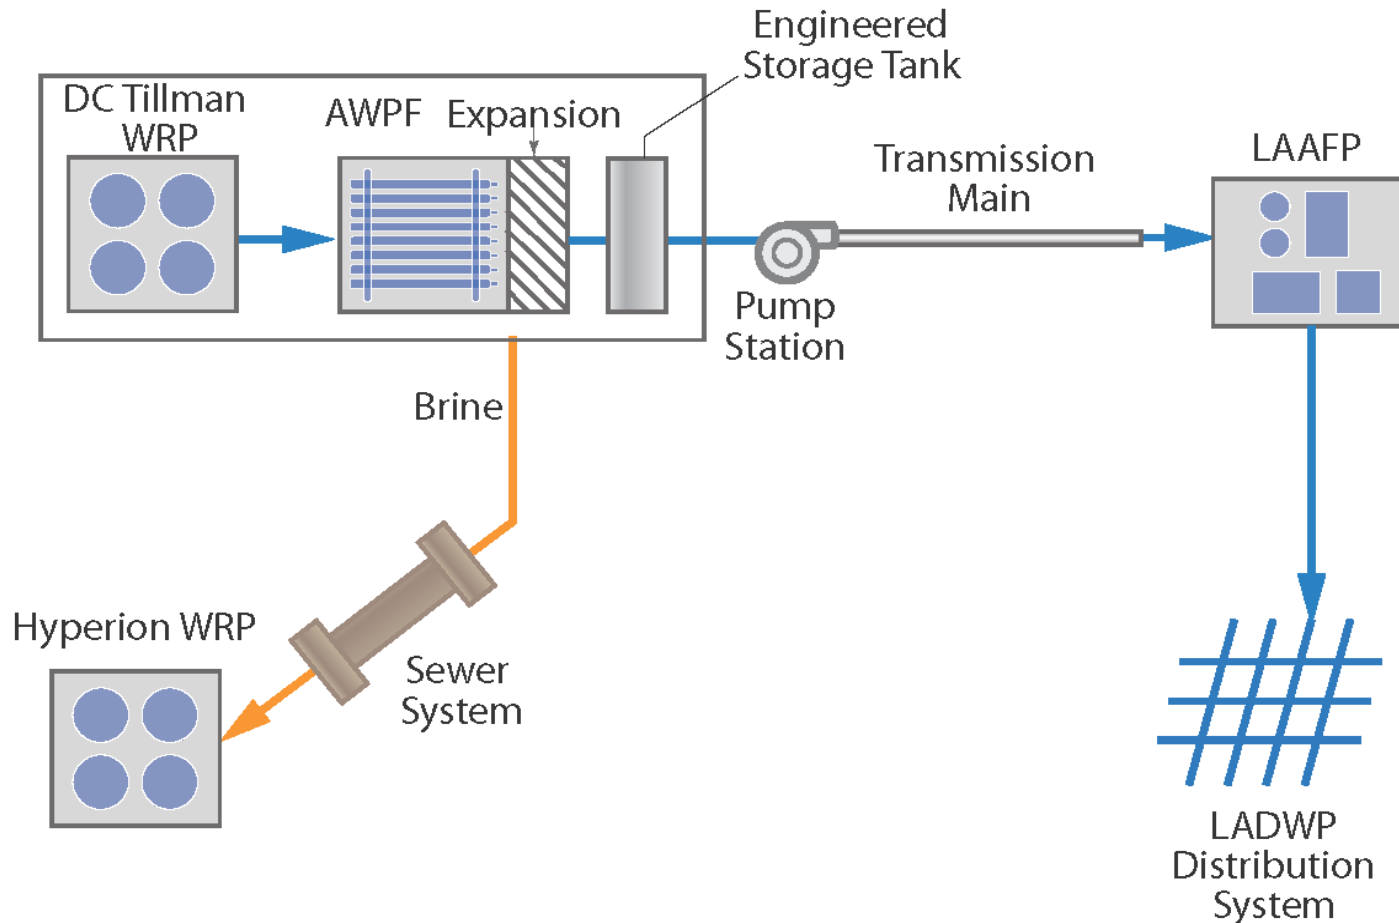 Engineered
Storage Tank
DC Tillman
WRP
AWPF
Expansion
Transmission
Main
LAAFP
Pump
Station
Brine
Hyperion WRP
Sewer
System
LADWP
Distribution
System